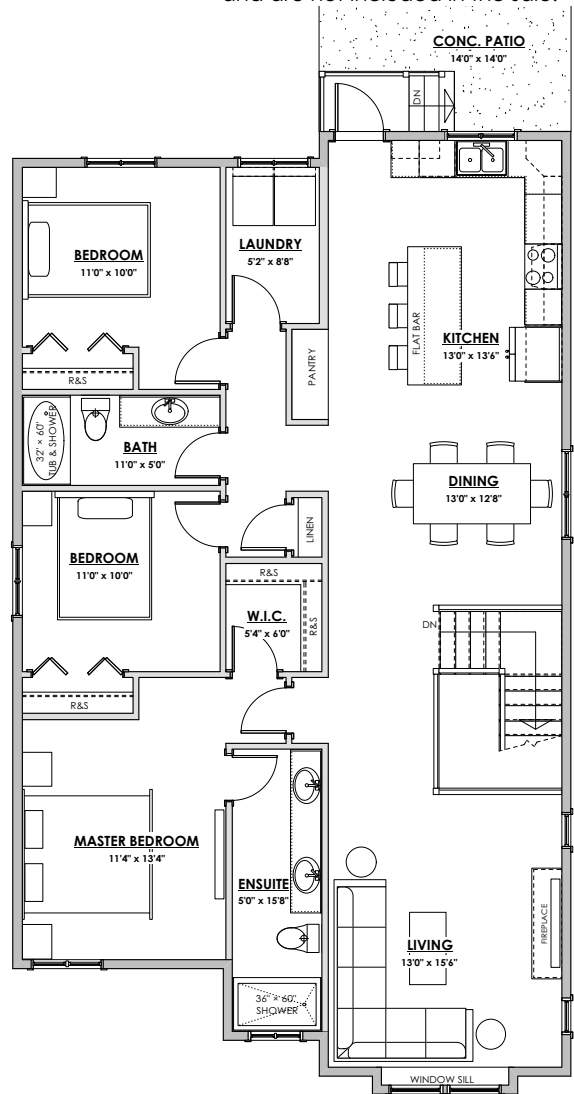 and are not included in the sale.
CONC. PATIO
14'0" x 14'0"
DN
BEDROOM
11'0" x 10'0"
LAUNDRY
5'2" x 8'8"
KITCHEN
13'0" x 13'6"
FLAT BAR
PANTRY
R&S
32" x 60"
TUB & SHOWER
BATH
11'0" x 5'0"
DINING
13'0" x 12'8"
LINEN
BEDROOM
11'0" x 10'0"
R&S
W.I.C.
5'4" x 6'0"
R&S
DN
R&S
MASTER BEDROOM
11'4" x 13'4"
ENSUITE
5'0" x 15'8"
FIREPLACE
LIVING
13'0" x 15'6"
36" x 60"
SHOWER
WINDOW SILL